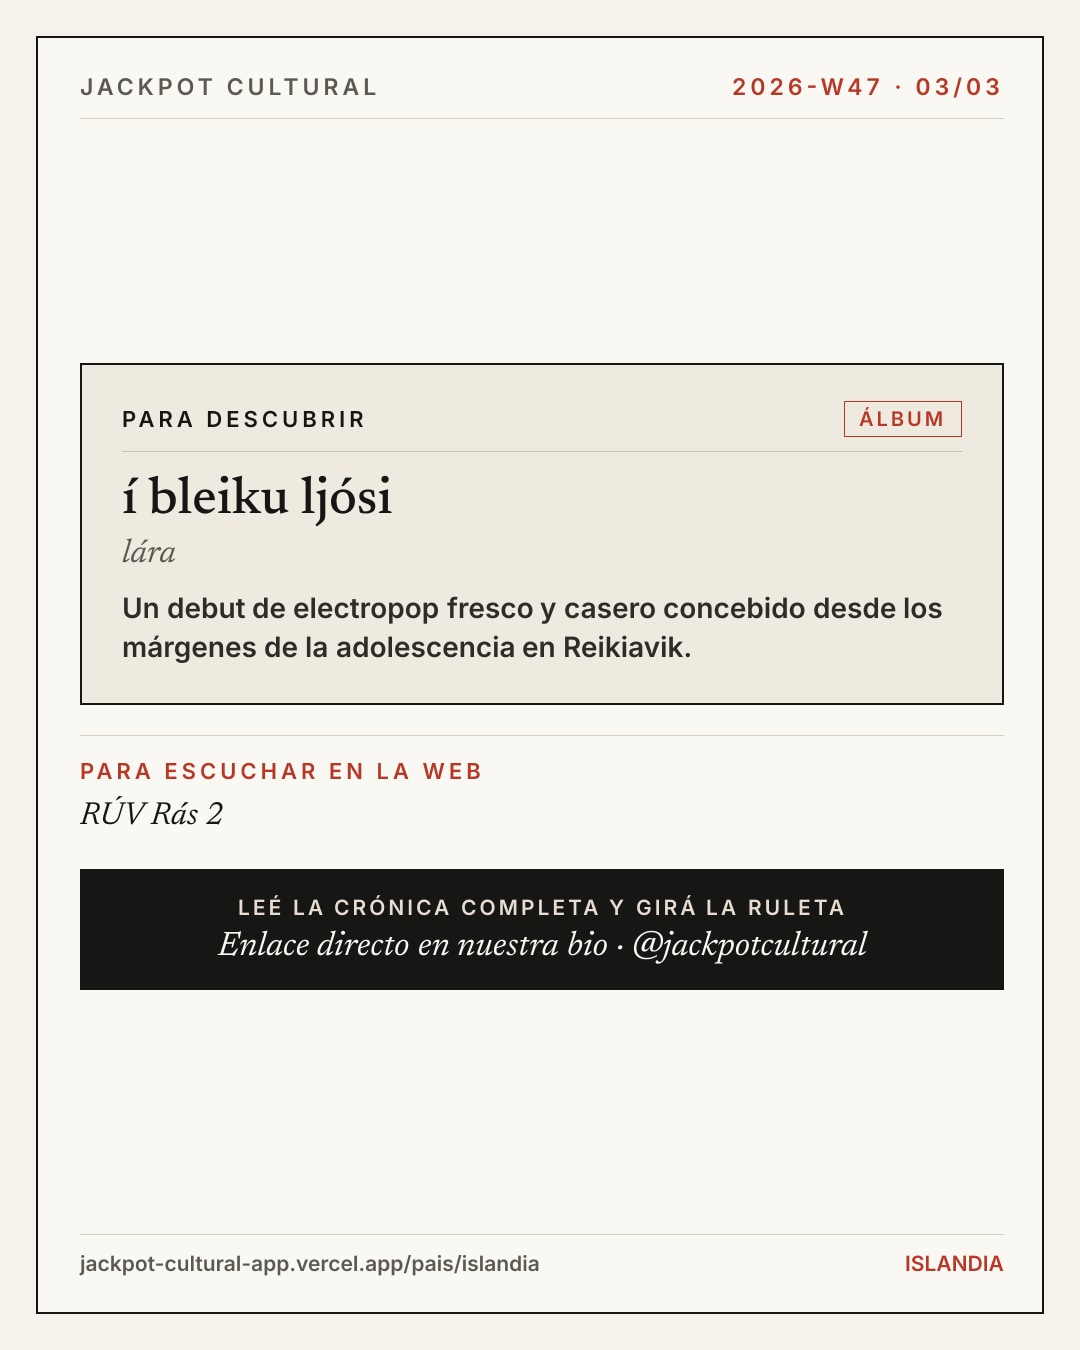 JACKPOT CULTURAL
2026-W47 · 03/03
PARA DESCUBRIR
ÁLBUM
í bleiku ljósi
lára
Un debut de electropop fresco y casero concebido desde los
márgenes de la adolescencia en Reikiavik.
PARA ESCUCHAR EN LA WEB
RÚV Rás 2
LEÉ LA CRÓNICA COMPLETA Y GIRÁ LA RULETA
Enlace directo en nuestra bio · @jackpotcultural
jackpot-cultural-app.vercel.app/pais/islandia
ISLANDIA